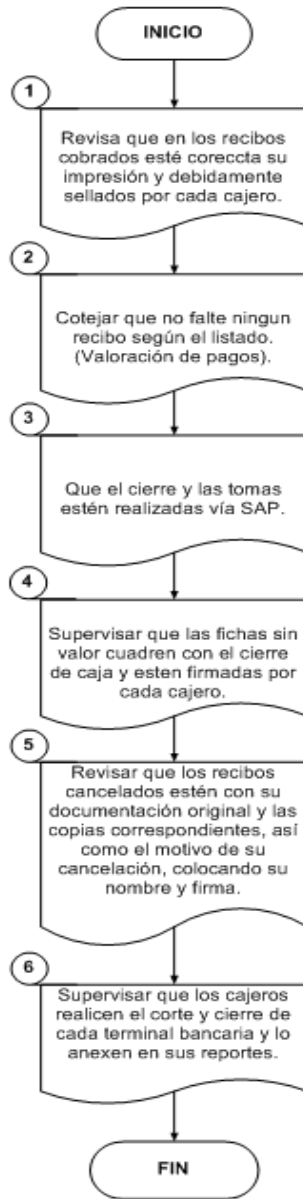 INICIO
1
Revisa que en los recibos
cobrados esté coreccta su
impresión y debidamente
sellados por cada cajero.
2
Cotejar que no falte ningun
recibo según el listado.
(Valoración de pagos).
3
Que el cierre y las tomas
estén realizadas vía SAP.
4
Supervisar que las fichas sin
valor cuadren con el cierre
de caja y esten firmadas por
cada cajero.
5
Revisar que los recibos
cancelados estén con su
documentación original y las
copias correspondientes, así
como el motivo de su
cancelación, colocando su
nombre y firma.
6
Supervisar que los cajeros
realicen el corte y cierre de
cada terminal bancaria y lo
anexen en sus reportes.
FIN